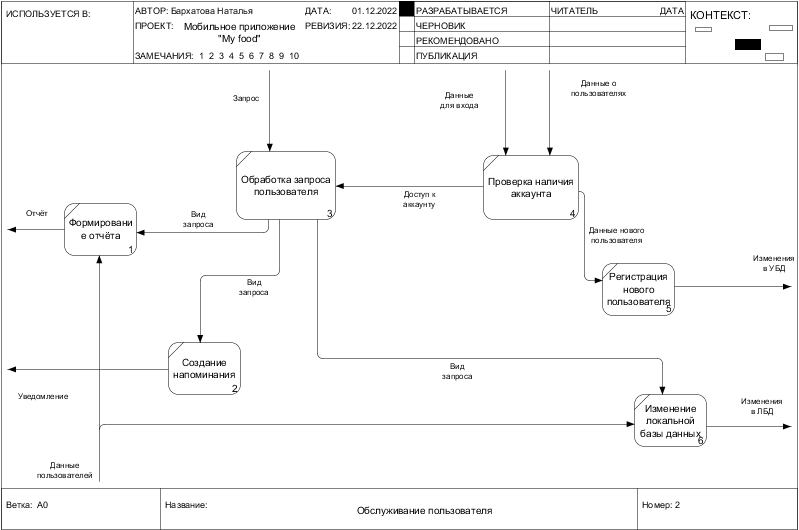 ИСПОЛЬЗУЕТСЯ В:
АВТОР: Бархатова Наталья
ДАТА: 01.12.2022
РАЗРАБАТЫВАЕТСЯ
ЧИТАТЕЛЬ
ДАТА
КОНТЕКСТ:
ПРОЕКТ: Мобильное приложение
"My food"
РЕВИЗИЯ: 22.12.2022
ЧЕРНОВИК
РЕКОМЕНДОВАНО
ЗАМЕЧАНИЯ: 1 2 3 4 5 6 7 8 9 10
ПУБЛИКАЦИЯ
Запрос
Данные
для входа
Данные о
пользователях
Обработка запроса
пользователя
3
Доступ к
аккаунту
Проверка наличия
аккаунта
4
Отчёт
Формировани
е отчёта
1
Вид
запроса
Данные нового
пользователя
Регистрация
нового
пользователя
5
Изменения
в УБД
Вид
запроса
Создание
напоминания
2
Уведомление
Вид
запроса
Изменение
локальной
базы данных
6
Изменения
в ЛБД
Данные
пользователей
Ветка: A0
Название:
Обслуживание пользователя
Номер: 2